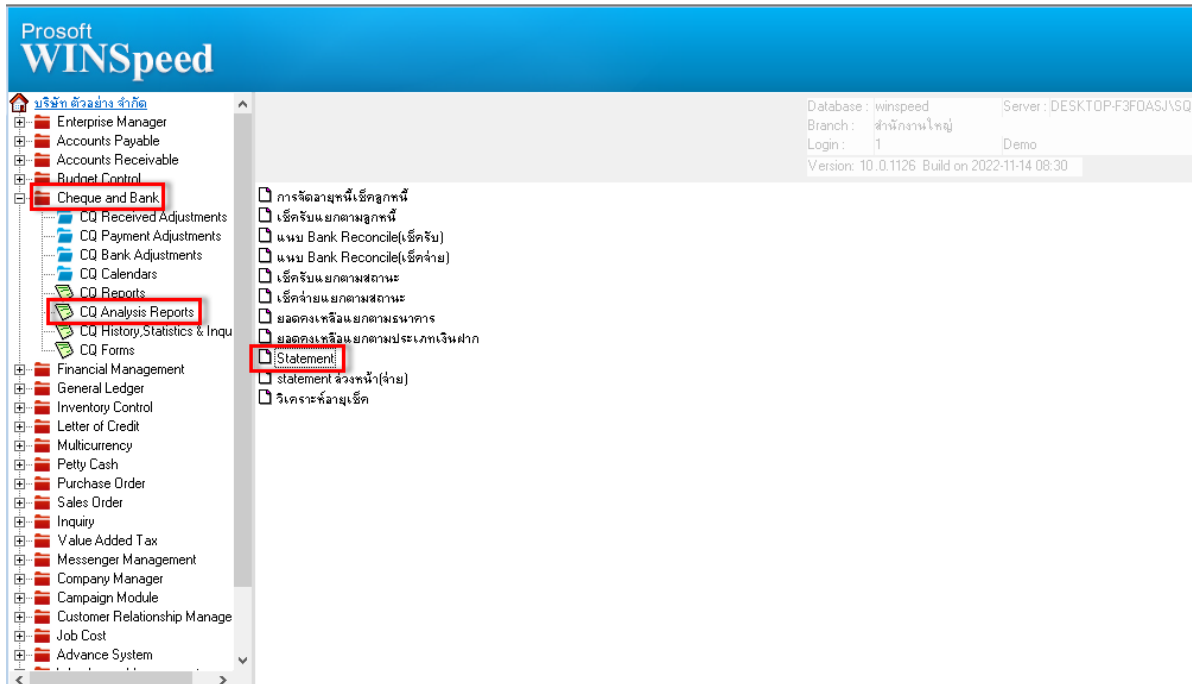 Prosoft
WINSpeed
บริษัท ตัวอย่าง จำกัด
Enterprise Manager
Accounts Payable
Accounts Receivable
Budget Control
Cheque and Bank
CQ Received Adjustments
CQ Payment Adjustments
CQ Bank Adjustments
CQ Calendars
CQ Reports
CQ Analysis Reports
CQ History,Statistics & Inqu
CQ Forms
Financial Management
General Ledger
Inventory Control
Letter of Credit
Multicurrency
Petty Cash
Purchase Order
Sales Order
Inquiry
Value Added Tax
Messenger Management
Company Manager
Campaign Module
Customer Relationship Manage
Job Cost
Advance System
Database : winspeed Server : DESKTOP-F3FOASJ\SQ
Branch : สำนักงานใหญ่
Login : 1 Demo
Version: 10.0.1126 Build on 2022-11-14 08:30
การจัดอายุหนี้เช็คลูกหนี้
เช็ครับแยกตามลูกหนี้
แนบ Bank Reconcile(เช็ครับ)
แนบ Bank Reconcile(เช็คจ่าย)
เช็ครับแยกตามสถานะ
เช็คจ่ายแยกตามสถานะ
ยอดคงเหลือแยกตามธนาคาร
ยอดคงเหลือแยกตามประเภทเงินฝาก
Statement
statement ล่วงหน้า(จ่าย)
วิเคราะห์อายุเช็ค